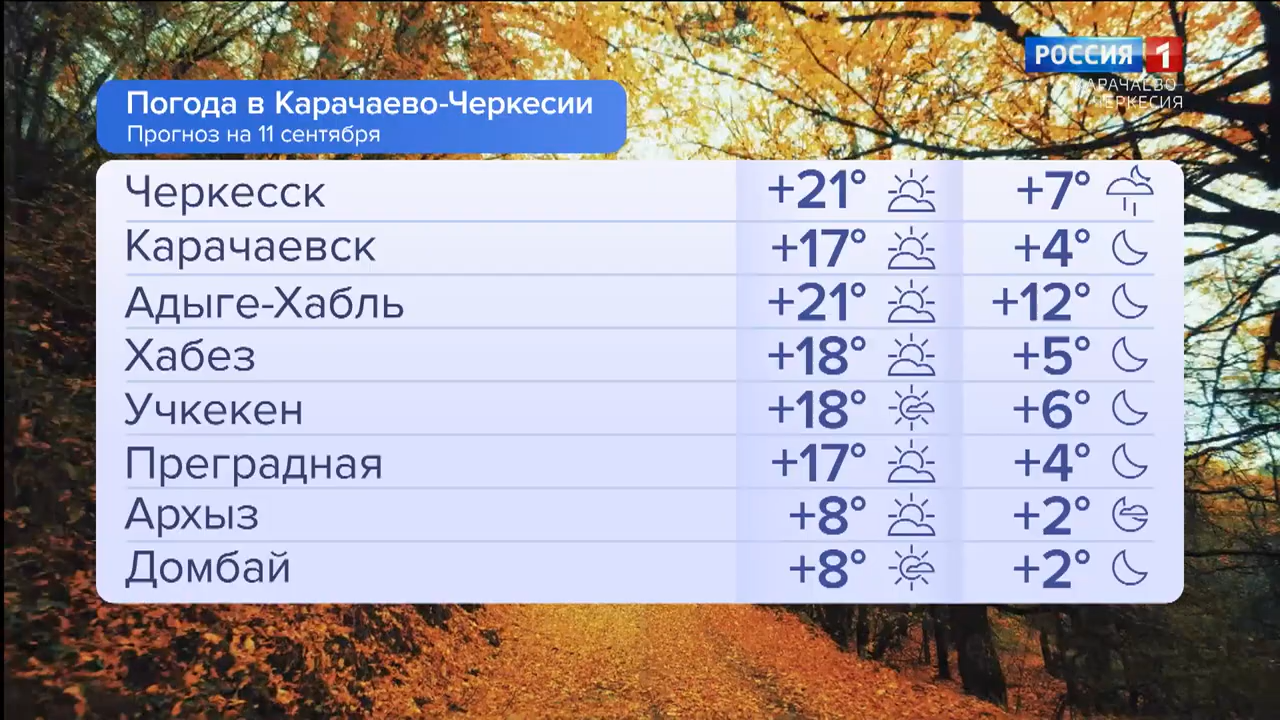 РОССИЯ 1
КАРАЧАЕВО
ЧЕРКЕСИЯ
Погода в Карачаево-Черкесии
Прогноз на 11 сентября
Черкесск +21° +7°
Карачаевск +17° +4°
Адыге-Хабль +21° +12°
Хабез +18° +5°
Учкекен +18° +6°
Преградная +17° +4°
Архыз +8° +2°
Домбай +8° +2°